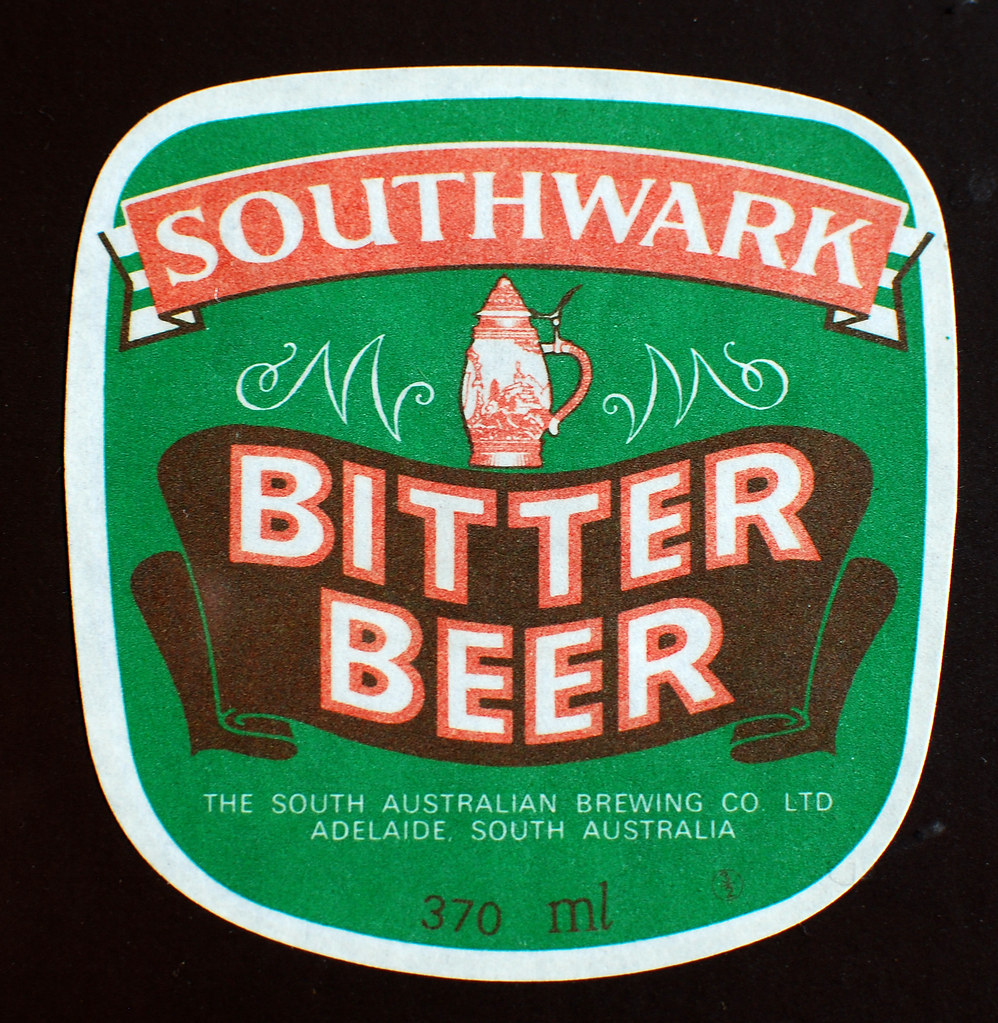 SOUTHWARK
BITTER
BEER
THE SOUTH AUSTRALIAN BREWING CO LTD
ADELAIDE, SOUTH AUSTRALIA
370 ml